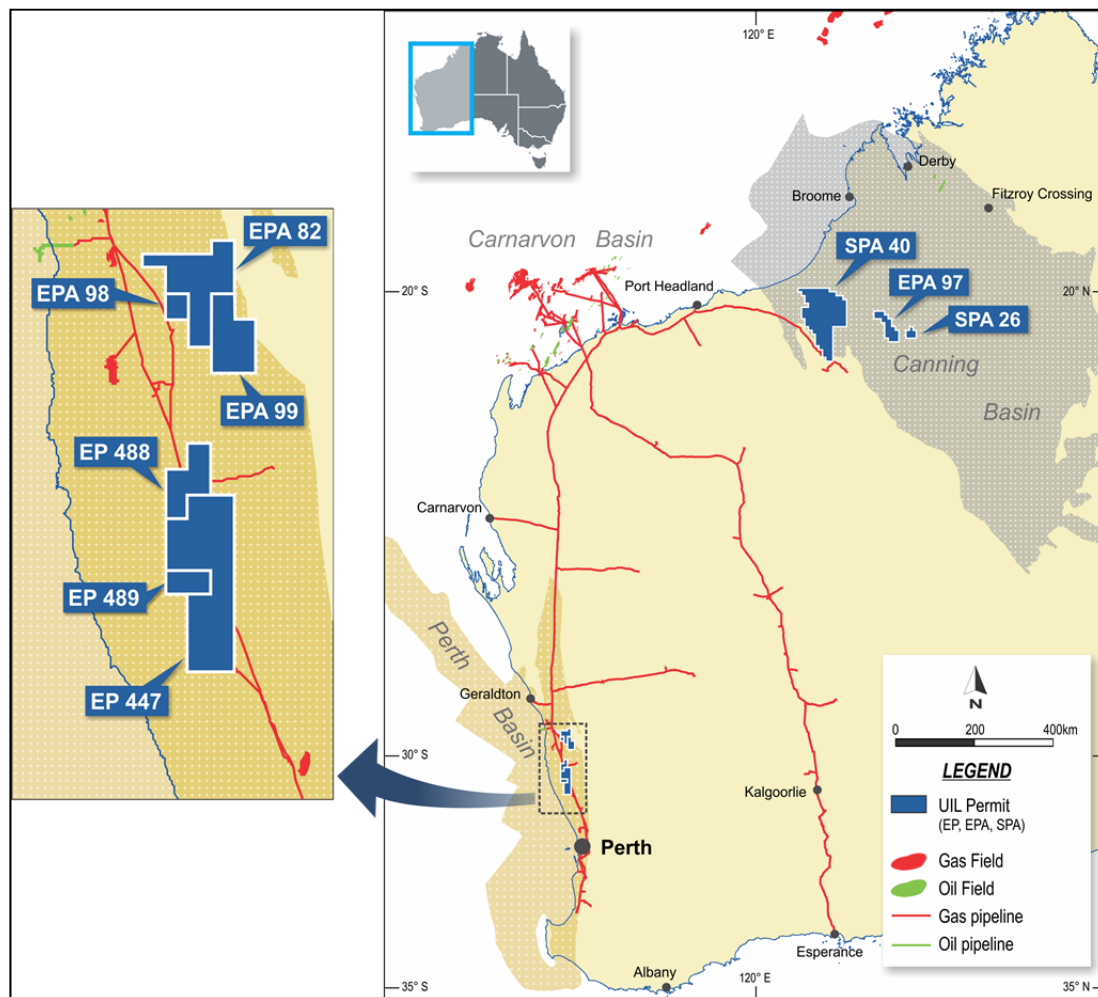 120° E
Derby
Broome
Fitzroy Crossing
EPA 82
SPA 40
Carnarvon Basin
EPA 97
EPA 98
Port Headland
20° S
20° N
SPA 26
Canning
Basin
EPA 99
EP 488
Carnarvon
EP 489
Perth
Basin
EP 447
Geraldton
N
0 200 400km
30° S
LEGEND
Kalgoorlie
UIL Permit
(EP, EPA, SPA)
Perth
Gas Field
Oil Field
Gas pipeline
Oil pipeline
Esperance
Albany
35° S
120° E
35° N